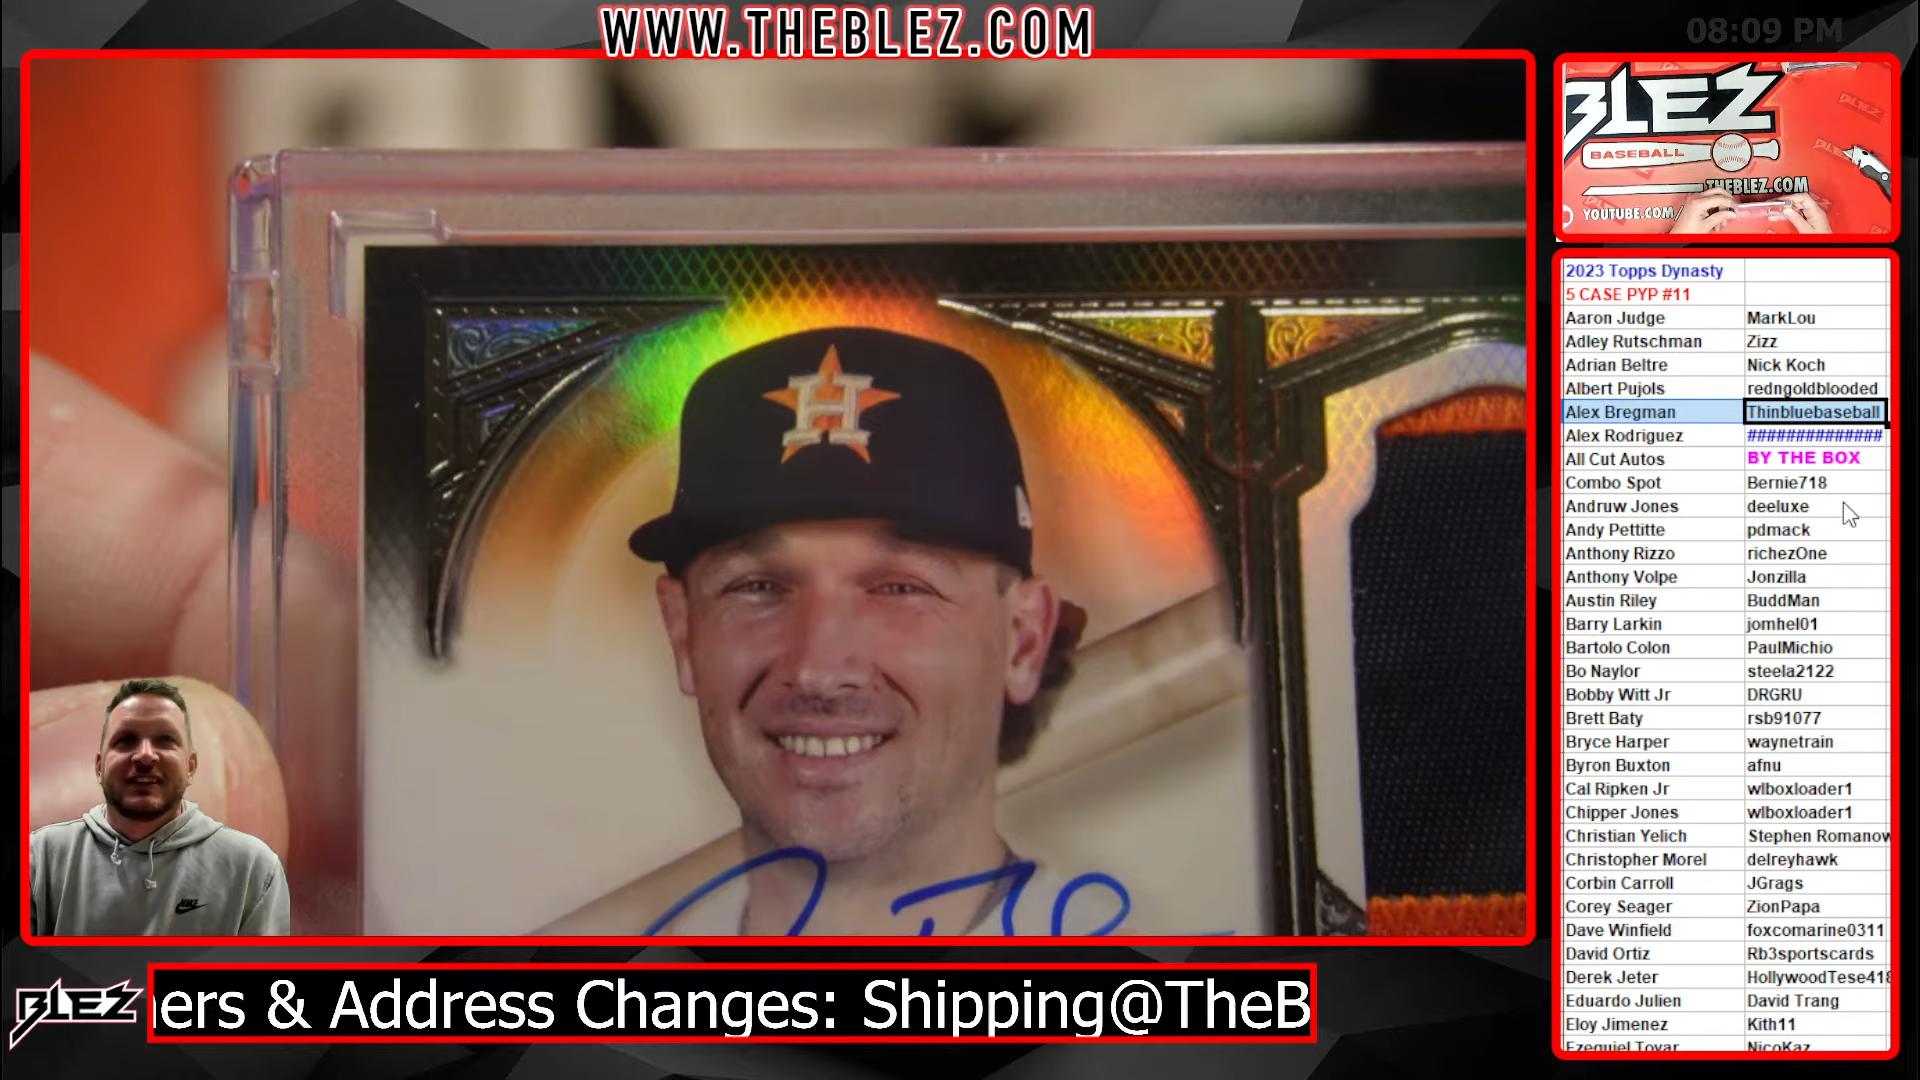 WWW.THEBLEZ.COM
08:09 PM
BLEZ
BASEBALL
THEBLEZ.COM
YOUTUBE.COM/
H
NIKE
2023 Topps Dynasty
5 CASE PYP #11
Aaron Judge MarkLou
Adley Rutschman Zizz
Adrian Beltre Nick Koch
Albert Pujols redngoldblooded
Alex Bregman Thinbluebaseball
Alex Rodriguez ##############
All Cut Autos BY THE BOX
Combo Spot Bernie718
Andruw Jones deeluxe
Andy Pettitte pdmack
Anthony Rizzo richezOne
Anthony Volpe Jonzilla
Austin Riley BuddMan
Barry Larkin jomhel01
Bartolo Colon PaulMichio
Bo Naylor steela2122
Bobby Witt Jr DRGRU
Brett Baty rsb91077
Bryce Harper waynetrain
Byron Buxton afnu
Cal Ripken Jr wlboxloader1
Chipper Jones wlboxloader1
Christian Yelich Stephen Romanow
Christopher Morel delreyhawk
Corbin Carroll JGrags
Corey Seager ZionPapa
Dave Winfield foxcomarine0311
David Ortiz Rb3sportscards
Derek Jeter HollywoodTese418
Eduardo Julien David Trang
Eloy Jimenez Kith11
Ezequiel Tovar NicoKaz
BLEZ
ers & Address Changes: Shipping@TheB